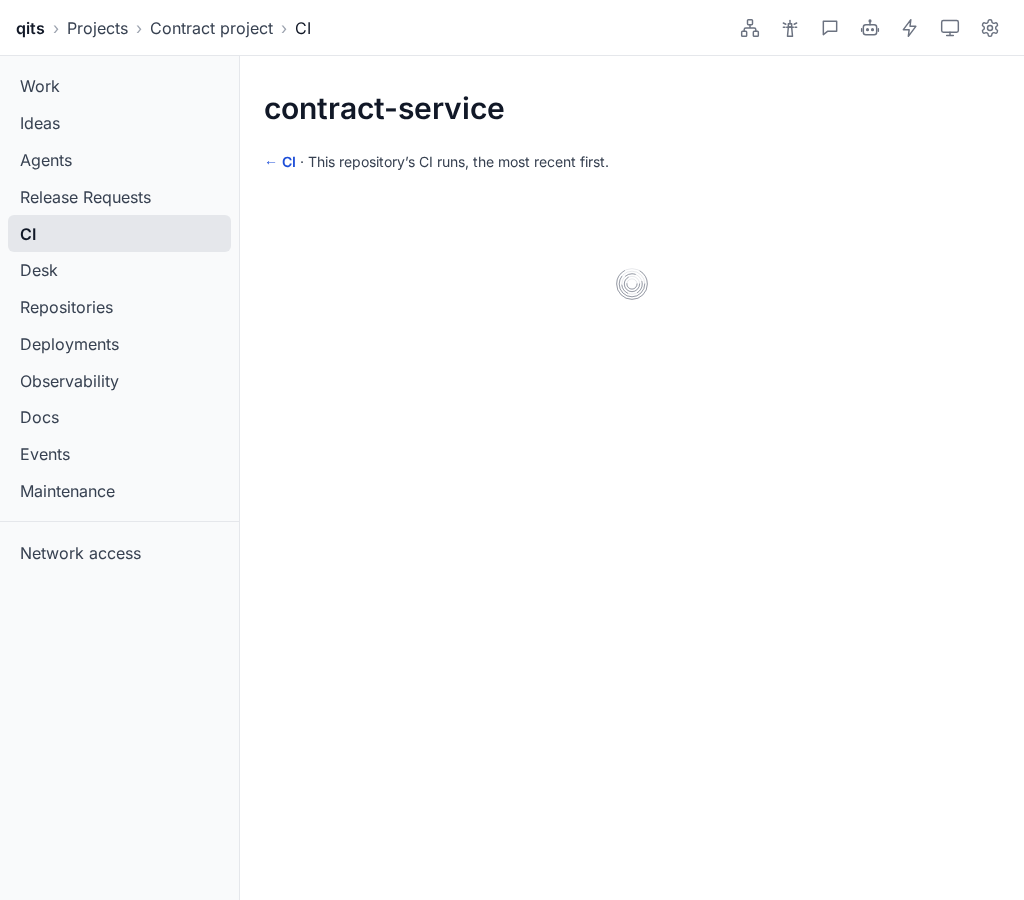 qits › Projects › Contract project › CI
Work
Ideas
Agents
Release Requests
CI
Desk
Repositories
Deployments
Observability
Docs
Events
Maintenance
Network access
contract-service
← CI · This repository’s CI runs, the most recent first.